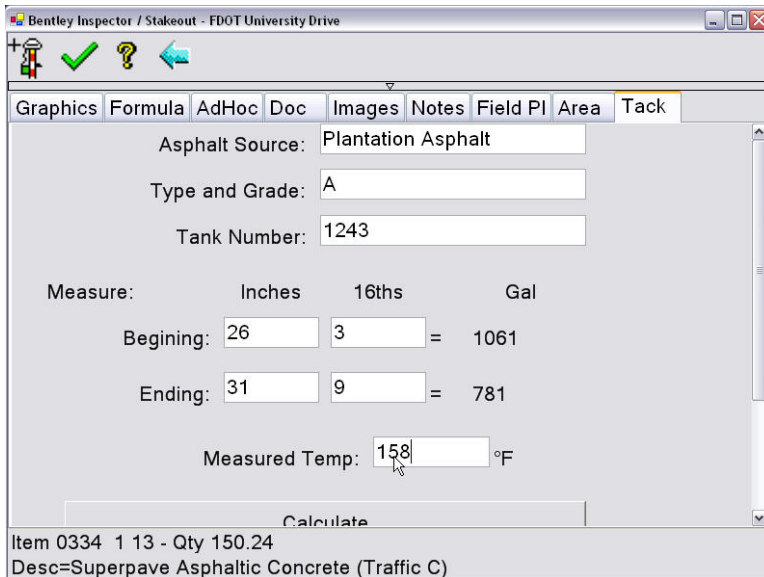 Bentley Inspector / Stakeout - FDOT University Drive
Graphics Formula AdHoc Doc Images Notes Field PI Area Tack
Asphalt Source: Plantation Asphalt
Type and Grade: A
Tank Number: 1243
Measure: Inches 16ths Gal
Begining: 26 3 = 1061
Ending: 31 9 = 781
Measured Temp: 158 °F
Calculate
Item 0334 1 13 - Qty 150.24
Desc=Superpave Asphaltic Concrete (Traffic C)